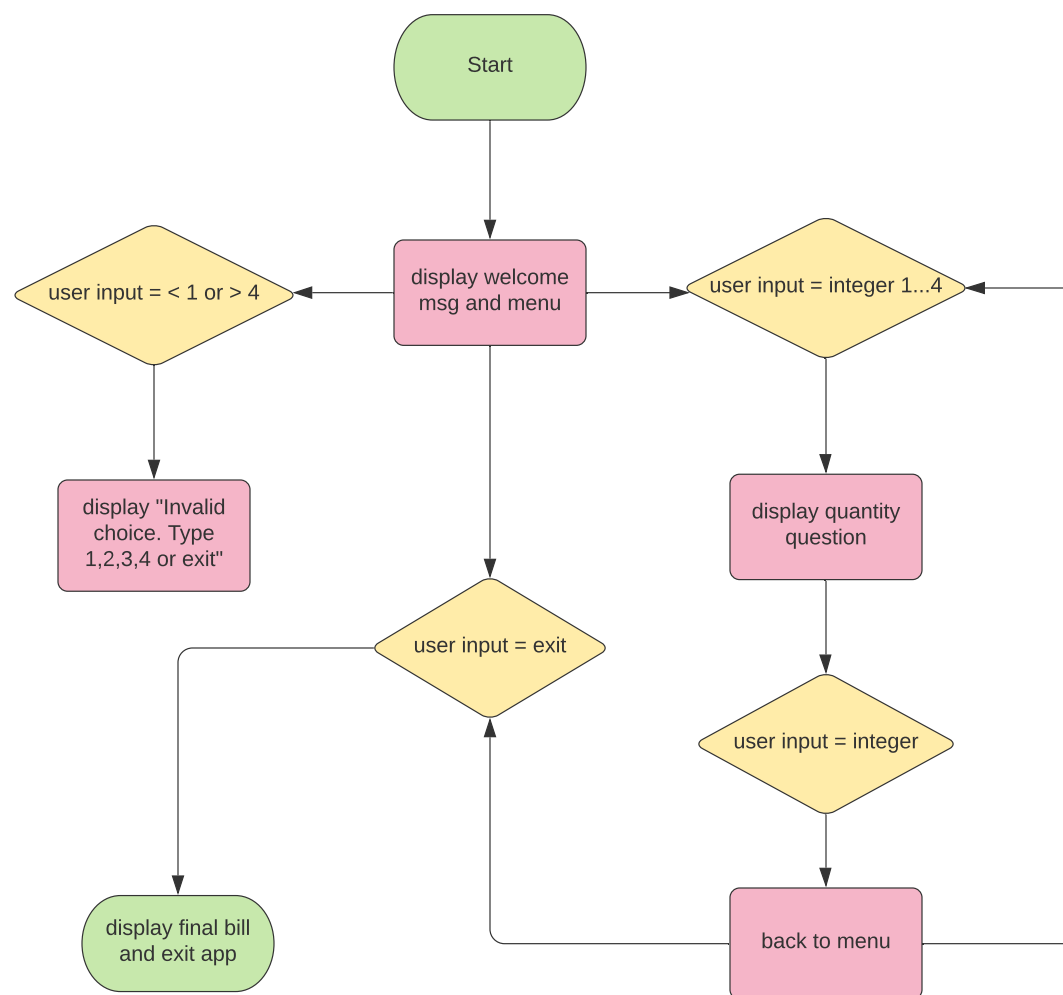 Start
display welcome
msg and menu
user input = < 1 or > 4
user input = integer 1...4
display "Invalid
choice. Type
1,2,3,4 or exit"
display quantity
question
user input = exit
user input = integer
display final bill
and exit app
back to menu